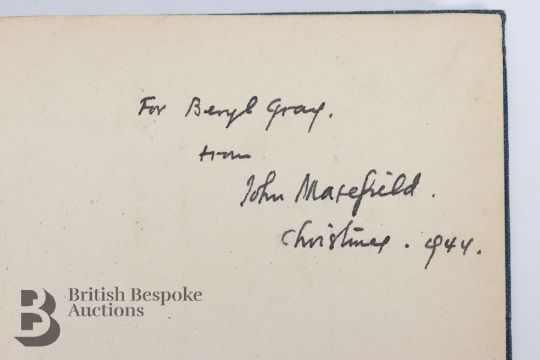 For Beryl Gray.
from
John Masefield.
Christmas. 1944.
British Bespoke
Auctions